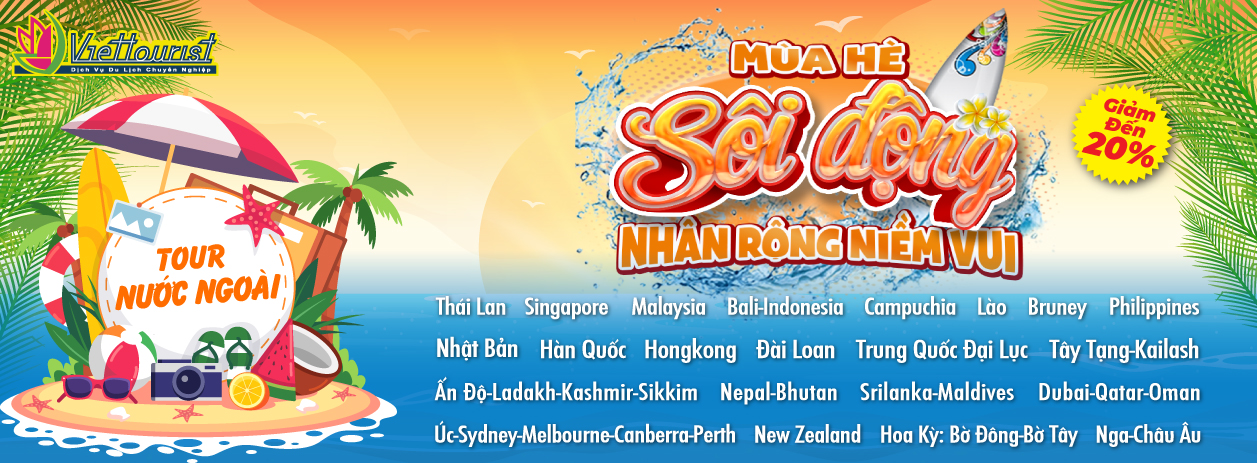 Viettourist
Dịch Vụ Du Lịch Chuyên Nghiệp
MÙA HÈ
Sôi động
NHÂN RỘNG NIỀM VUI
Giảm
Đến
20%
TOUR
NƯỚC NGOÀI
Thái Lan Singapore Malaysia Bali-Indonesia Campuchia Lào Bruney Philippines
Nhật Bản Hàn Quốc Hongkong Đài Loan Trung Quốc Đại Lục Tây Tạng-Kailash
Ấn Độ-Ladakh-Kashmir-Sikkim Nepal-Bhutan Srilanka-Maldives Dubai-Qatar-Oman
Úc-Sydney-Melbourne-Canberra-Perth New Zealand Hoa Kỳ: Bờ Đông-Bờ Tây Nga-Châu Âu